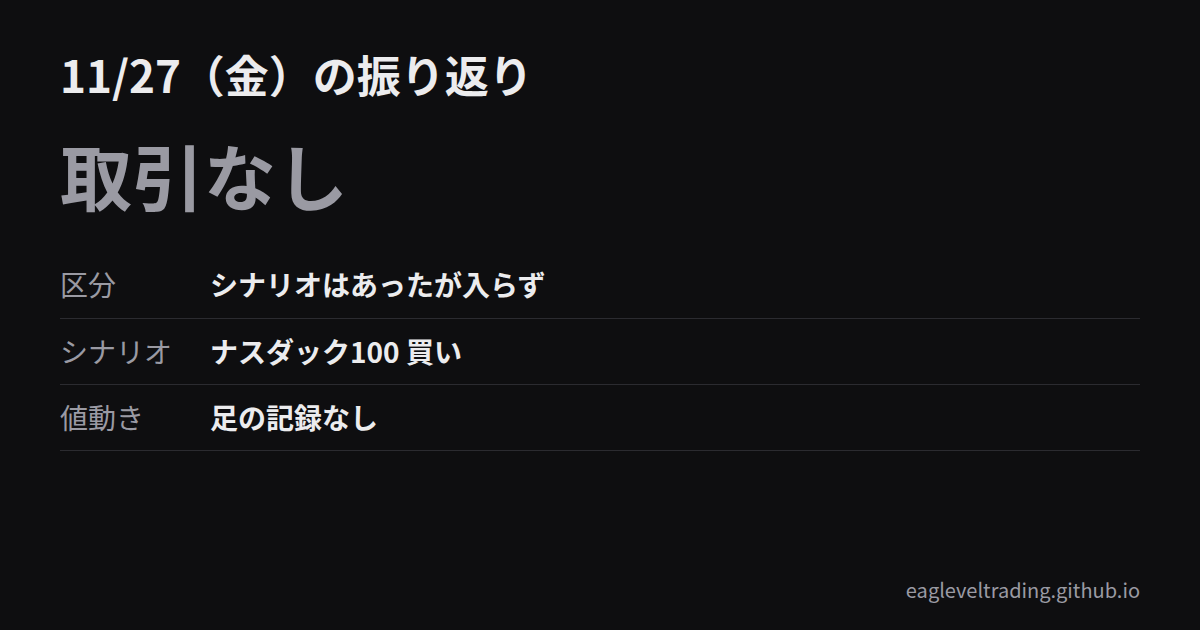 11/27（金）の振り返り
取引なし
区分 シナリオはあったが入らず
シナリオ ナスダック100 買い
値動き 足の記録なし
eagleveltrading.github.io